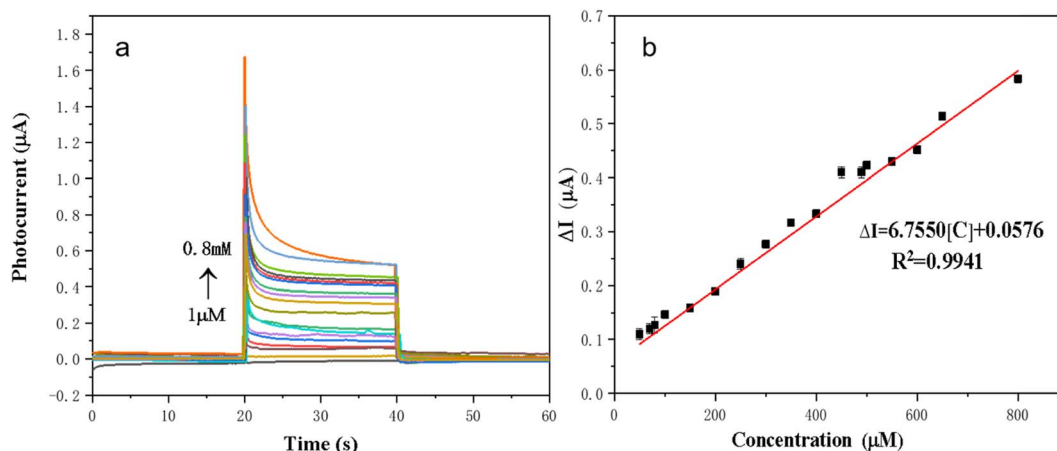 a
1.8
1.6
1.4
1.2
1.0
0.8
0.6
0.4
0.2
0.0
-0.2
Photocurrent (μA)
0.8mM
1μM
0 20 30 40 50 60
Time (s)
b
0.7
0.6
0.5
0.4
0.3
0.2
0.1
0.0
ΔI (μA)
ΔI=6.7550[C]+0.0576
R²=0.9941
200 400 600 800
Concentration (μM)